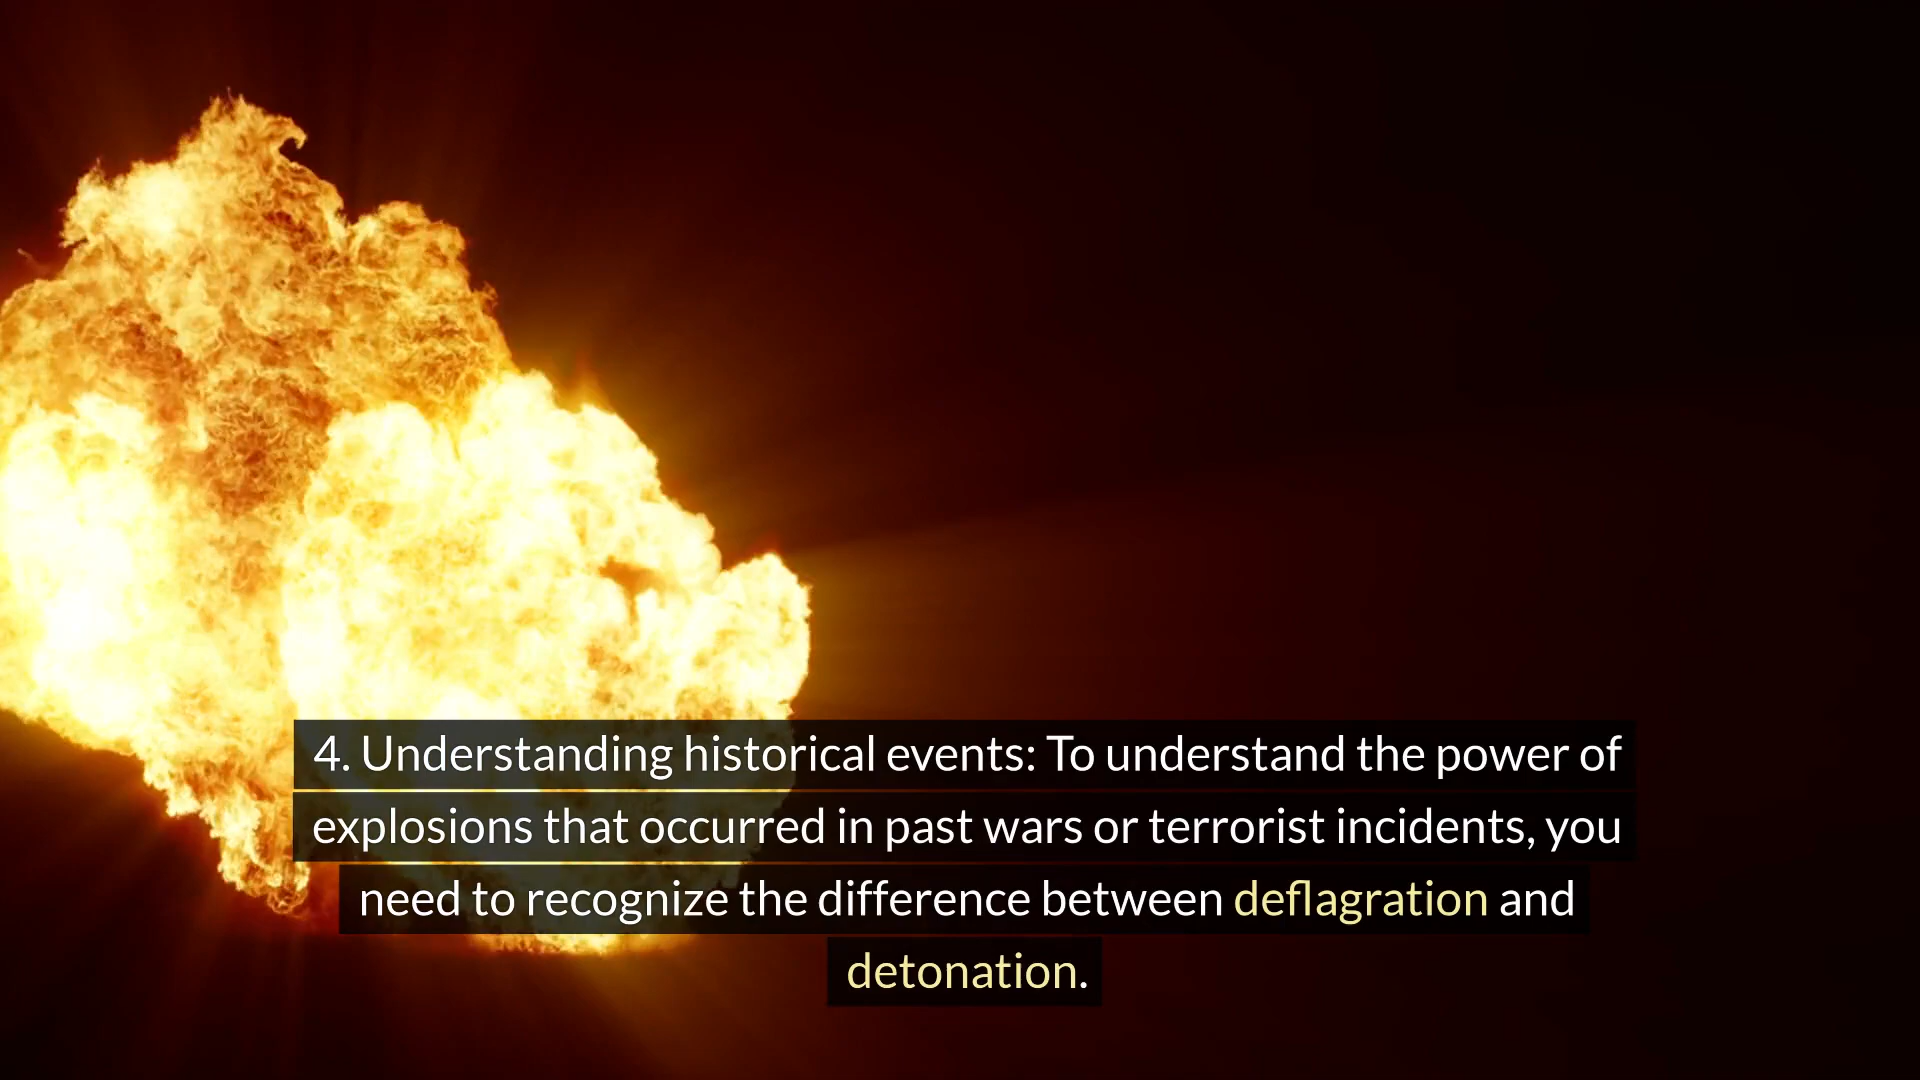 4. Understanding historical events: To understand the power of
explosions that occurred in past wars or terrorist incidents, you
need to recognize the difference between deflagration and
detonation.